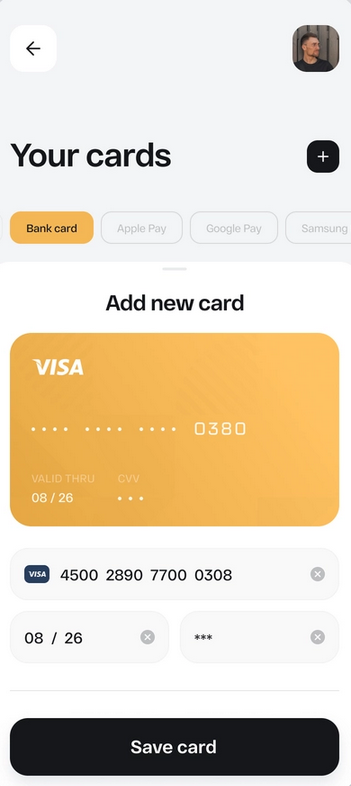 Your cards
+
Bank card Apple Pay Google Pay Samsung
Add new card
VISA
•••• •••• •••• 0380
VALID THRU CVV
08 / 26 •••
VISA 4500 2890 7700 0308
08 / 26 ***
Save card